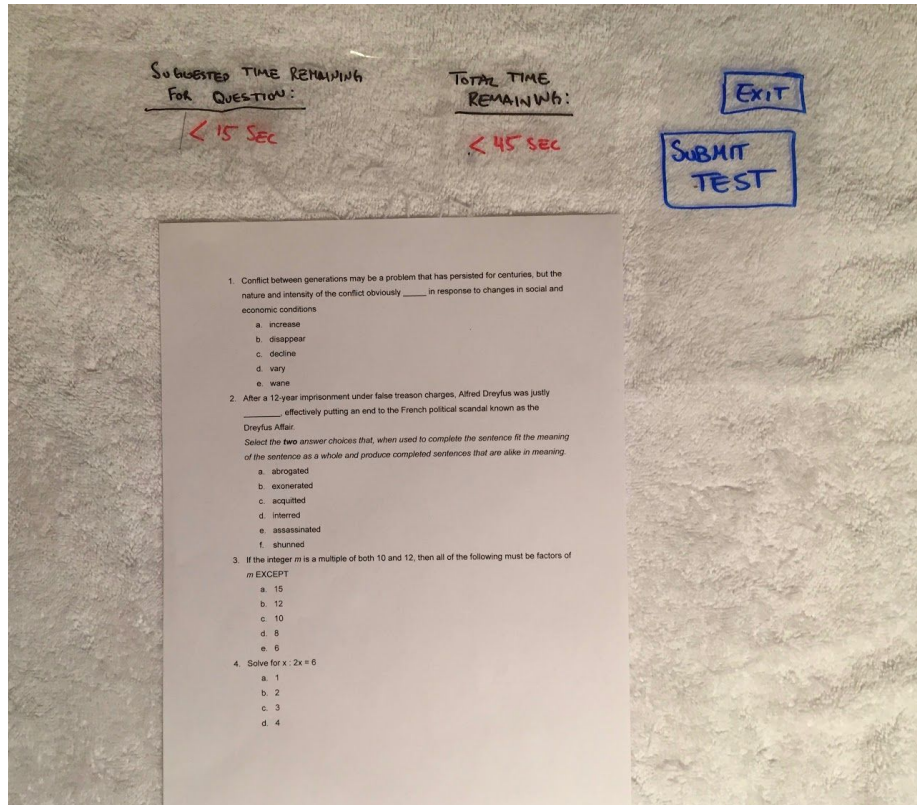 SUGGESTED TIME REMAINING
FOR QUESTION:
< 15 SEC
TOTAL TIME
REMAINING:
< 45 SEC
EXIT
SUBMIT
TEST
1. Conflict between generations may be a problem that has persisted for centuries, but the
nature and intensity of the conflict obviously _____ in response to changes in social and
economic conditions
a. increase
b. disappear
c. decline
d. vary
e. wane
2. After a 12-year imprisonment under false treason charges, Alfred Dreyfus was justly
________, effectively putting an end to the French political scandal known as the
Dreyfus Affair.
Select the two answer choices that, when used to complete the sentence fit the meaning
of the sentence as a whole and produce completed sentences that are alike in meaning.
a. abrogated
b. exonerated
c. acquitted
d. interred
e. assassinated
f. shunned
3. If the integer m is a multiple of both 10 and 12, then all of the following must be factors of
m EXCEPT
a. 15
b. 12
c. 10
d. 8
e. 6
4. Solve for x : 2x = 6
a. 1
b. 2
c. 3
d. 4